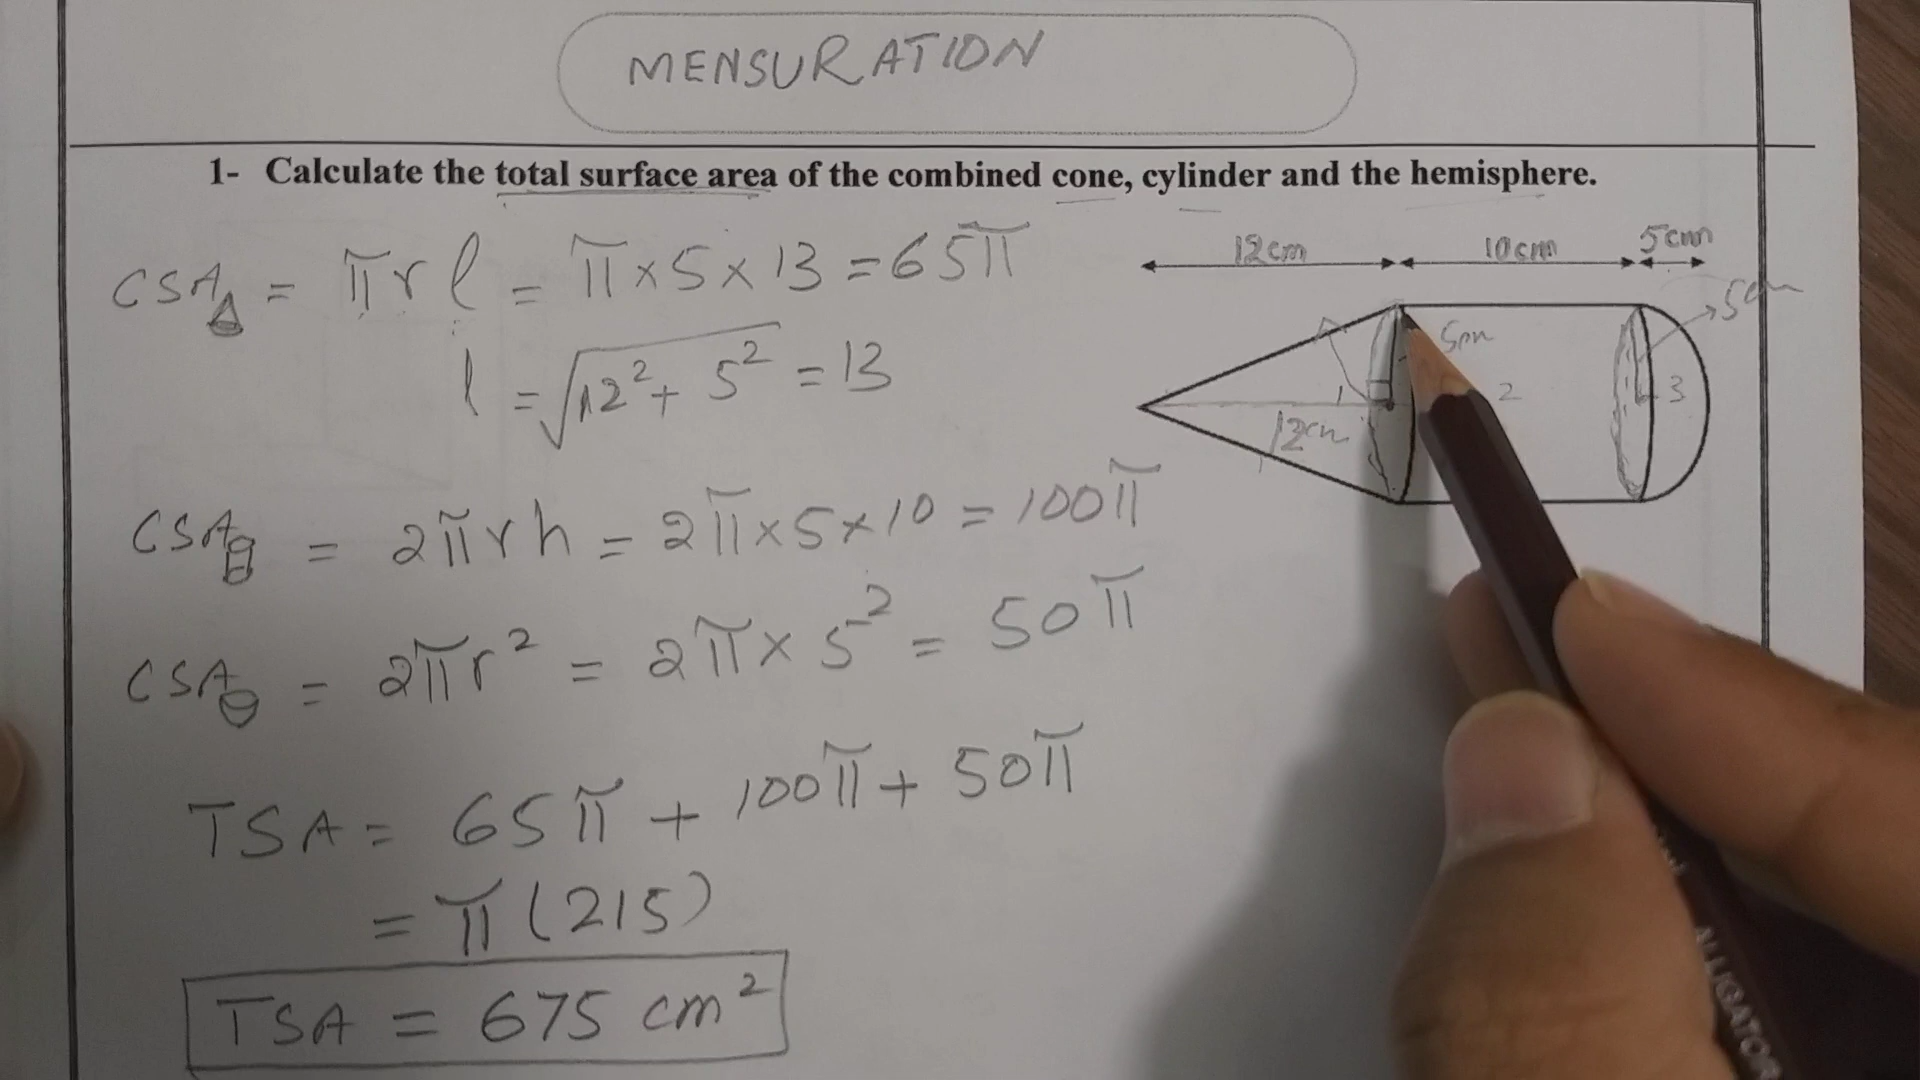 MENSURATION
1- Calculate the total surface area of the combined cone, cylinder and the hemisphere.
CSA = πrl = π×5×13 = 65π
l = √12²+ 5² = 13
CSA = 2πrh = 2π×5×10 = 100π
CSA = 2πr² = 2π×5² = 50π
TSA = 65π + 100π + 50π
= π(215)
TSA = 675 cm²
12cm 10cm 5cm
5cm
5cm
12cm
1 2 3
ALLIGATOR